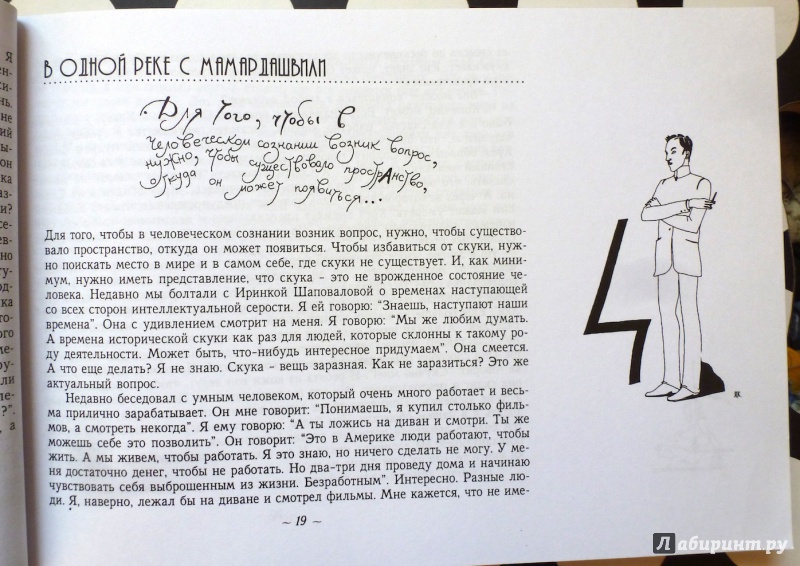 В ОДНОЙ РЕКЕ С МАМАРДАШВИЛИ
Для того, чтобы в
человеческом сознании возник вопрос,
нужно, чтобы существовало пространство,
откуда он может появиться...
Для того, чтобы в человеческом сознании возник вопрос, нужно, чтобы существо-
вало пространство, откуда он может появиться. Чтобы избавиться от скуки, нуж-
но поискать место в мире и в самом себе, где скуки не существует. И, как мини-
мум, нужно иметь представление, что скука - это не врожденное состояние че-
ловека. Недавно мы болтали с Иринкой Шаповаловой о временах наступающей
со всех сторон интеллектуальной серости. Я ей говорю: “Знаешь, наступают наши
времена”. Она с удивлением смотрит на меня. Я говорю: “Мы же любим думать.
А времена исторической скуки как раз для людей, которые склонны к такому ро-
ду деятельности. Может быть, что-нибудь интересное придумаем”. Она смеется.
А что еще делать? Я не знаю. Скука - вещь заразная. Как не заразиться? Это же
актуальный вопрос.
Недавно беседовал с умным человеком, который очень много работает и весь-
ма прилично зарабатывает. Он мне говорит: “Понимаешь, я купил столько филь-
мов, а смотреть некогда”. Я ему говорю: “А ты ложись на диван и смотри. Ты же
можешь себе это позволить”. Он говорит: “Это в Америке люди работают, чтобы
жить. А мы живем, чтобы работать. Я это знаю, но ничего сделать не могу. У ме-
ня достаточно денег, чтобы не работать. Но два-три дня проведу дома и начинаю
чувствовать себя выброшенным из жизни. Безработным”. Интересно. Разные лю-
ди. Я, наверно, лежал бы на диване и смотрел фильмы. Мне кажется, что не име-
~ 19 ~
Лабиринт.ру